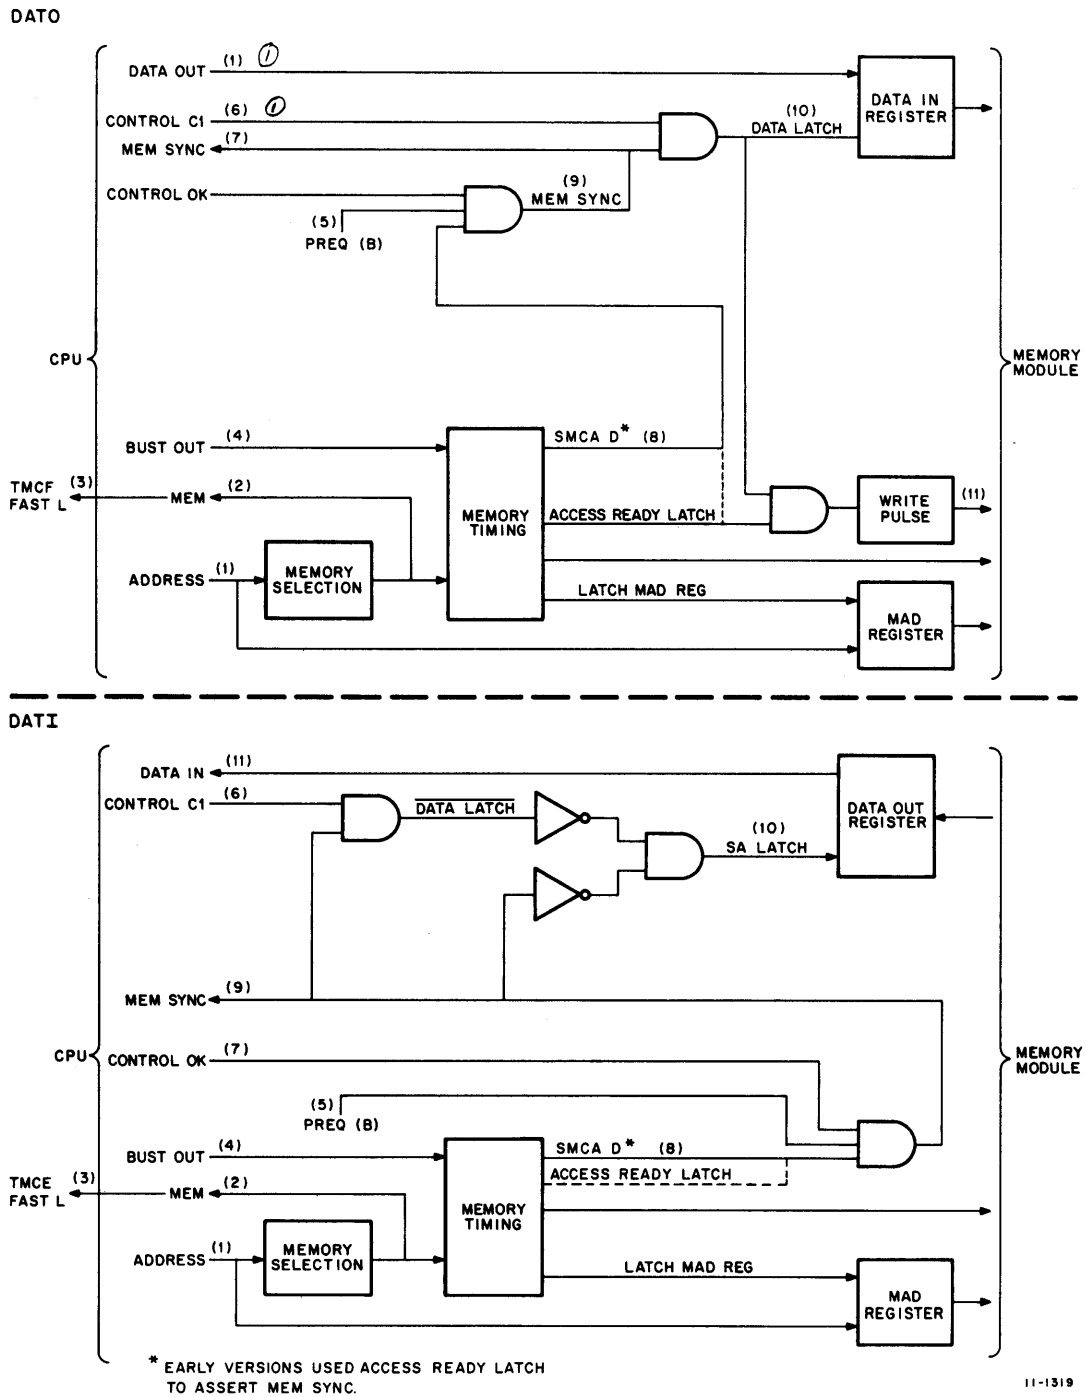 DATO
DATA OUT (1) 1
CONTROL C1 (6) 1
MEM SYNC (7)
CONTROL OK
(5)
PREQ (B)
(9)
MEM SYNC
(10)
DATA LATCH
DATA IN
REGISTER
CPU
MEMORY
MODULE
BUST OUT (4)
TMCF (3)
FAST L
MEM (2)
ADDRESS (1)
MEMORY
SELECTION
MEMORY
TIMING
SMCA D* (8)
ACCESS READY LATCH
LATCH MAD REG
WRITE
PULSE
(11)
MAD
REGISTER
DATI
DATA IN (11)
CONTROL C1 (6)
DATA LATCH
(10)
SA LATCH
DATA OUT
REGISTER
MEM SYNC (9)
CPU
CONTROL OK (7)
MEMORY
MODULE
(5)
PREQ (B)
BUST OUT (4)
TMCE (3)
FAST L
MEM (2)
ADDRESS (1)
MEMORY
SELECTION
MEMORY
TIMING
SMCA D* (8)
ACCESS READY LATCH
LATCH MAD REG
MAD
REGISTER
* EARLY VERSIONS USED ACCESS READY LATCH
TO ASSERT MEM SYNC.
11-1319